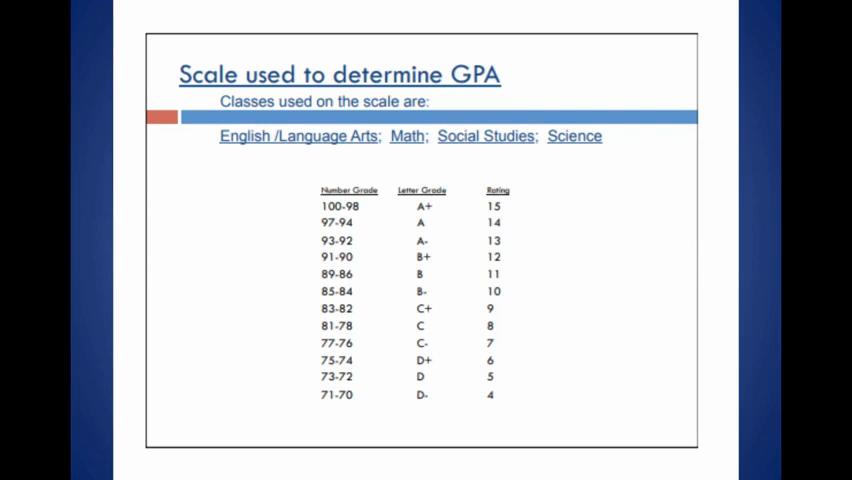 Scale used to determine GPA
Classes used on the scale are:
English /Language Arts; Math; Social Studies; Science
Number Grade Letter Grade Rating
100-98 A+ 15
97-94 A 14
93-92 A- 13
91-90 B+ 12
89-86 B 11
85-84 B- 10
83-82 C+ 9
81-78 C 8
77-76 C- 7
75-74 D+ 6
73-72 D 5
71-70 D- 4